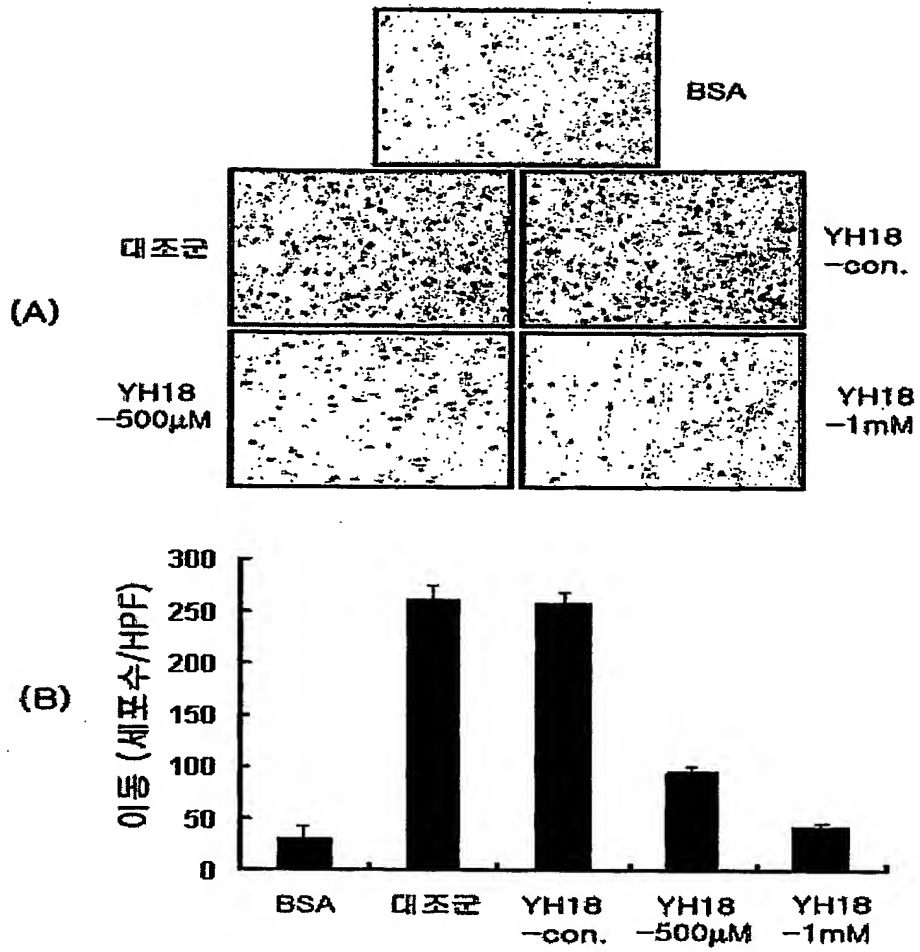 BSA
대조군
YH18
-con.
(A)
YH18
-500μM
YH18
-1mM
(B)
이동 (세포수/HPF)
300
250
200
150
100
50
0
BSA
대조군
YH18
-con.
YH18
-500μM
YH18
-1mM